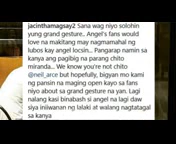 jacinthamagsay2 Sana wag niyo solohin
yung grand gesture.. Angel's fans
would love na makitang may nagmamahal ng
lubos kay angel locsin.. Pangarap namin sa
kanya ang pagibig na parang chito
miranda.. We know you're not chito
@neil_arce but hopefully, bigyan mo kami
ng pansin na maging open kayo sa fans
niyo about sa grand gesture na yan. Lagi
nalang kasi binabash si angel na lagi daw
siya iniiwanan ng lalaki at walang nagtatagal
sa kanya